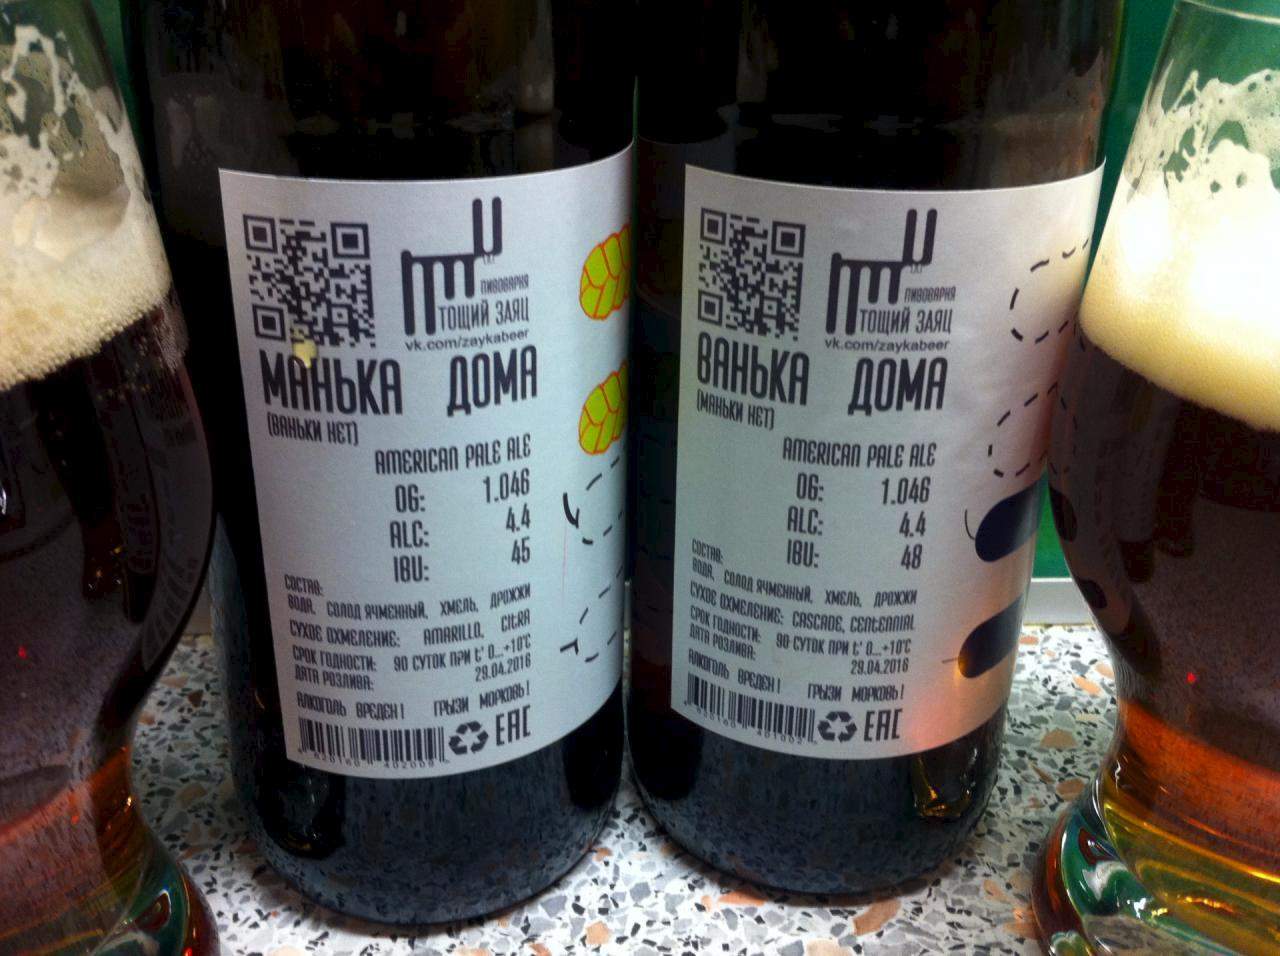 ПИВОВАРНЯ
ТОЩИЙ ЗАЯЦ
vk.com/zaykabeer
МАНЬКА ДОМА
(ВАНЬКИ НЕТ)
AMERICAN PALE ALE
OG: 1.046
ALC: 4.4
IBU: 45
СОСТАВ:
ВОДА, СОЛОД ЯЧМЕННЫЙ, ХМЕЛЬ, ДРОЖЖИ
СУХОЕ ОХМЕЛЕНИЕ: AMARILLO, CITRA
СРОК ГОДНОСТИ: 90 СУТОК ПРИ t° 0...+10°C
ДАТА РОЗЛИВА: 29.04.2016
АЛКОГОЛЬ ВРЕДЕН! ГРЫЗИ МОРКОВЬ!
EAC
ПИВОВАРНЯ
ТОЩИЙ ЗАЯЦ
vk.com/zaykabeer
ВАНЬКА ДОМА
(МАНЬКИ НЕТ)
AMERICAN PALE ALE
OG: 1.046
ALC: 4.4
IBU: 48
СОСТАВ:
ВОДА, СОЛОД ЯЧМЕННЫЙ, ХМЕЛЬ, ДРОЖЖИ
СУХОЕ ОХМЕЛЕНИЕ: CASCADE, CENTENNIAL
СРОК ГОДНОСТИ: 90 СУТОК ПРИ t° 0...+10°C
ДАТА РОЗЛИВА: 29.04.2016
АЛКОГОЛЬ ВРЕДЕН! ГРЫЗИ МОРКОВЬ!
EAC